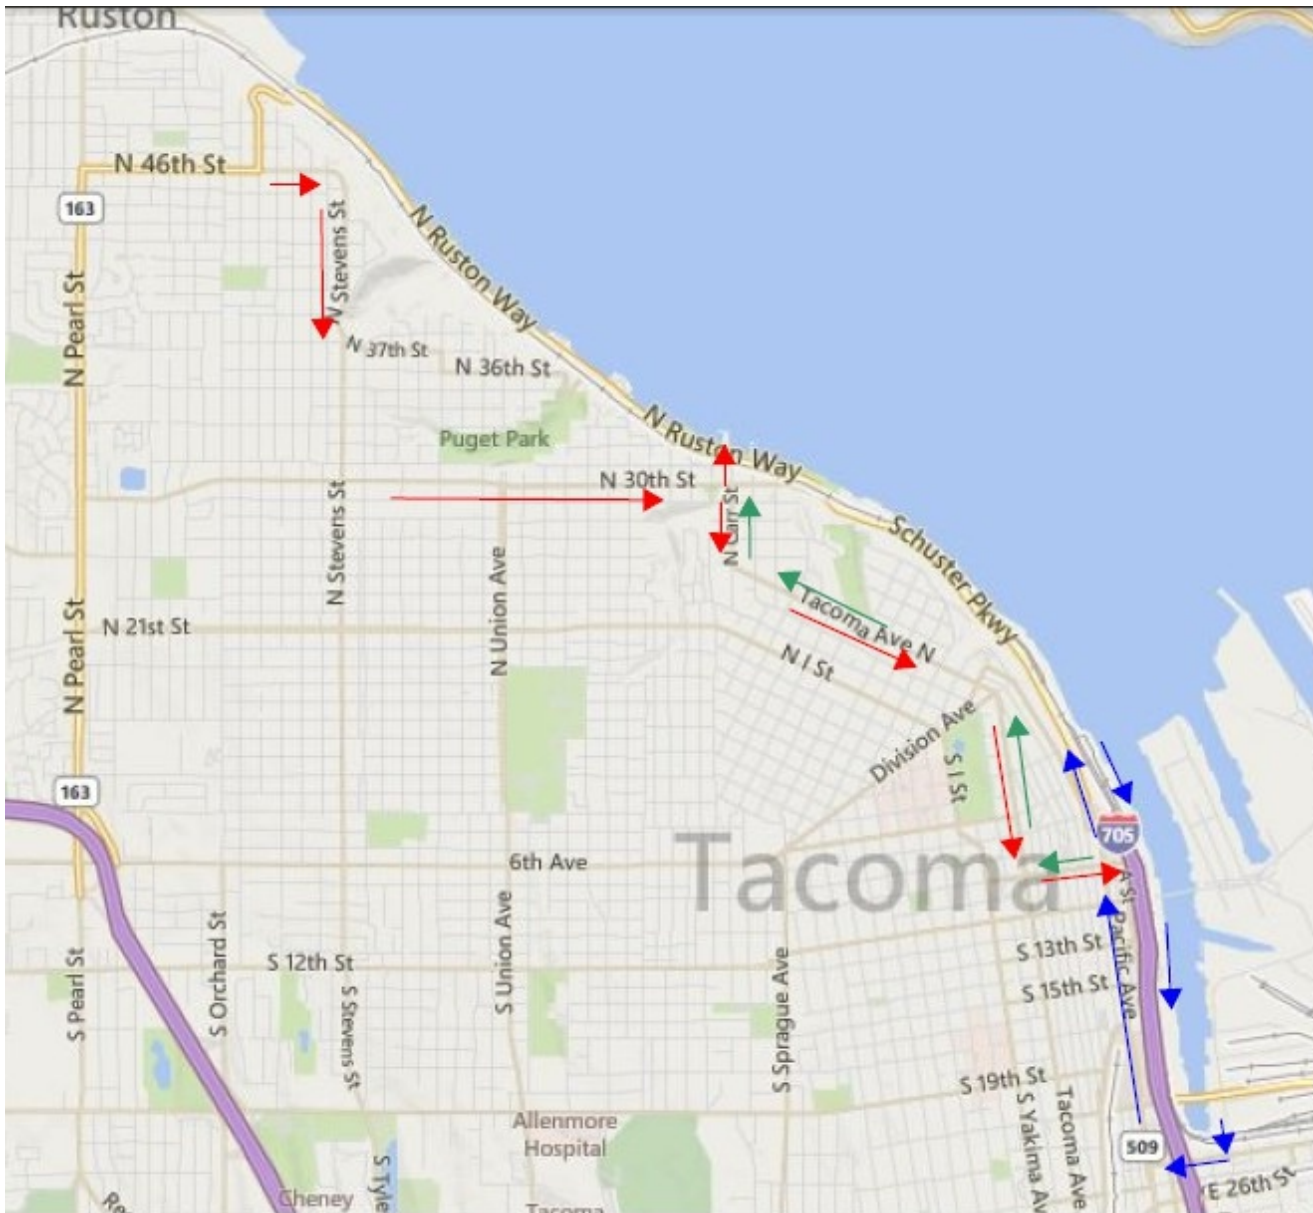 Ruston
N 46th St
163
N Stevens St
N Ruston Way
N Pearl St
N 37th St
N 36th St
N Ruston Way
Puget Park
N 30th St
N Stevens St
N Carr St
Schuster Pkwy
N Union Ave
N Pearl St
N 21st St
Tacoma Ave N
N I St
Division Ave
S I St
163
705
Tacoma
6th Ave
A St
S Union Ave
S Orchard St
S Pearl St
S 12th St
S Stevens St
S Sprague Ave
S 13th St
Pacific Ave
S 15th St
S 19th St
Allenmore
Hospital
S Yakima Av
Tacoma Ave
509
E 26th St
S Tyle
Cheney
Tacoma